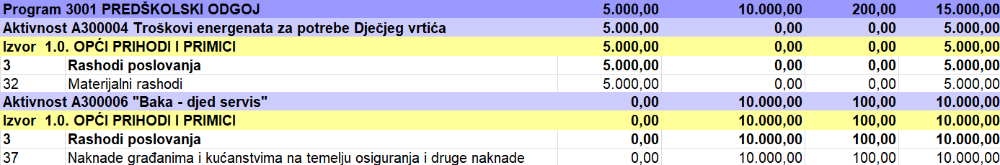 Program 3001 PREDŠKOLSKI ODGOJ 5.000,00 10.000,00 200,00 15.000,00
Aktivnost A300004 Troškovi energenata za potrebe Dječjeg vrtića 5.000,00 0,00 0,00 5.000,00
Izvor 1.0. OPĆI PRIHODI I PRIMICI 5.000,00 0,00 0,00 5.000,00
3 Rashodi poslovanja 5.000,00 0,00 0,00 5.000,00
32 Materijalni rashodi 5.000,00 0,00 0,00 5.000,00
Aktivnost A300006 "Baka - djed servis" 0,00 10.000,00 100,00 10.000,00
Izvor 1.0. OPĆI PRIHODI I PRIMICI 0,00 10.000,00 100,00 10.000,00
3 Rashodi poslovanja 0,00 10.000,00 100,00 10.000,00
37 Naknade građanima i kućanstvima na temelju osiguranja i druge naknade 0,00 10.000,00 100,00 10.000,00